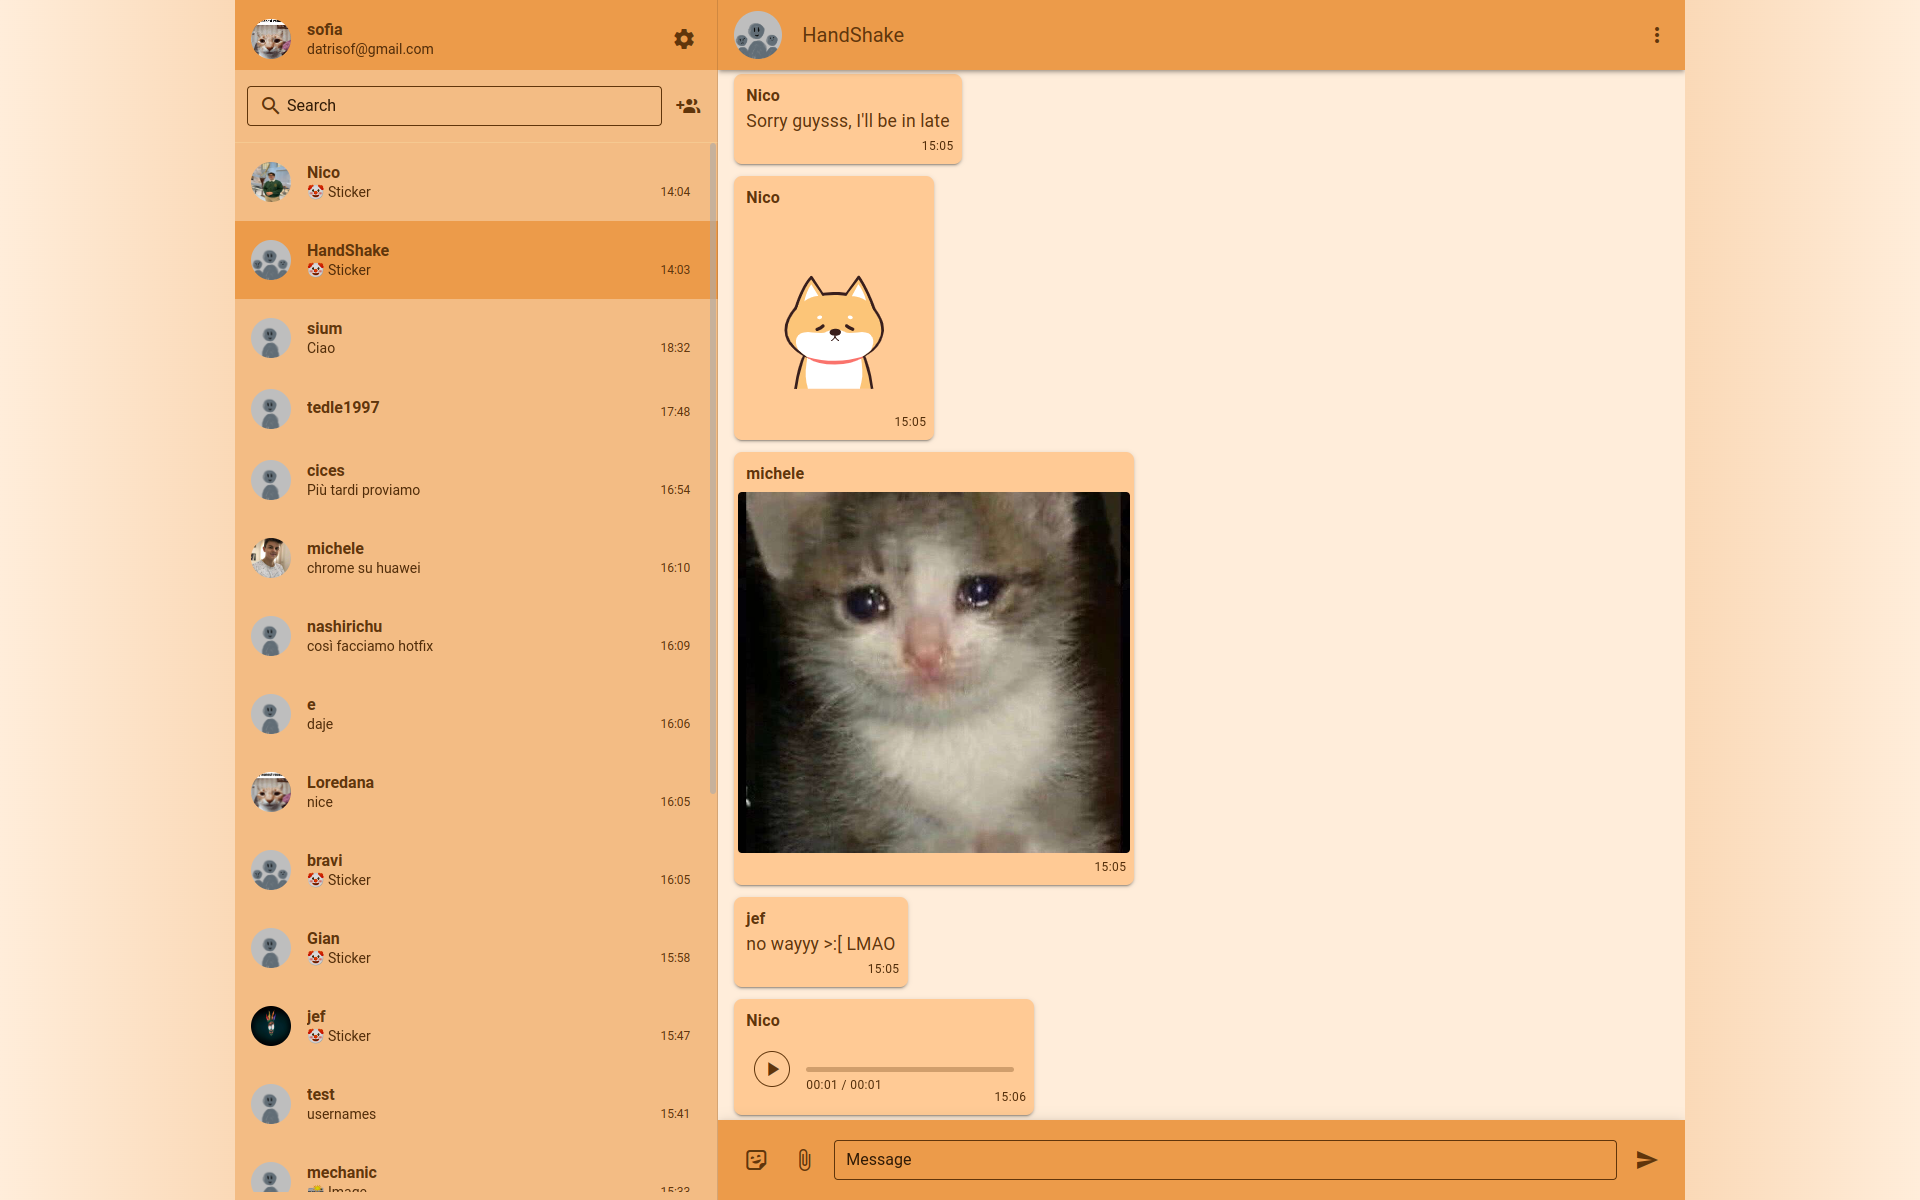 sofia
datrisof@gmail.com
Search
Nico
Sticker
14:04
HandShake
Sticker
14:03
sium
Ciao
18:32
tedle1997
17:48
cices
Più tardi proviamo
16:54
michele
chrome su huawei
16:10
nashirichu
così facciamo hotfix
16:09
e
daje
16:06
Loredana
nice
16:05
bravi
Sticker
16:05
Gian
Sticker
15:58
jef
Sticker
15:47
test
usernames
15:41
mechanic
Image
15:33
HandShake
Nico
Sorry guysss, I'll be in late
15:05
Nico
15:05
michele
15:05
jef
no wayyy >:[ LMAO
15:05
Nico
00:01 / 00:01
15:06
Message